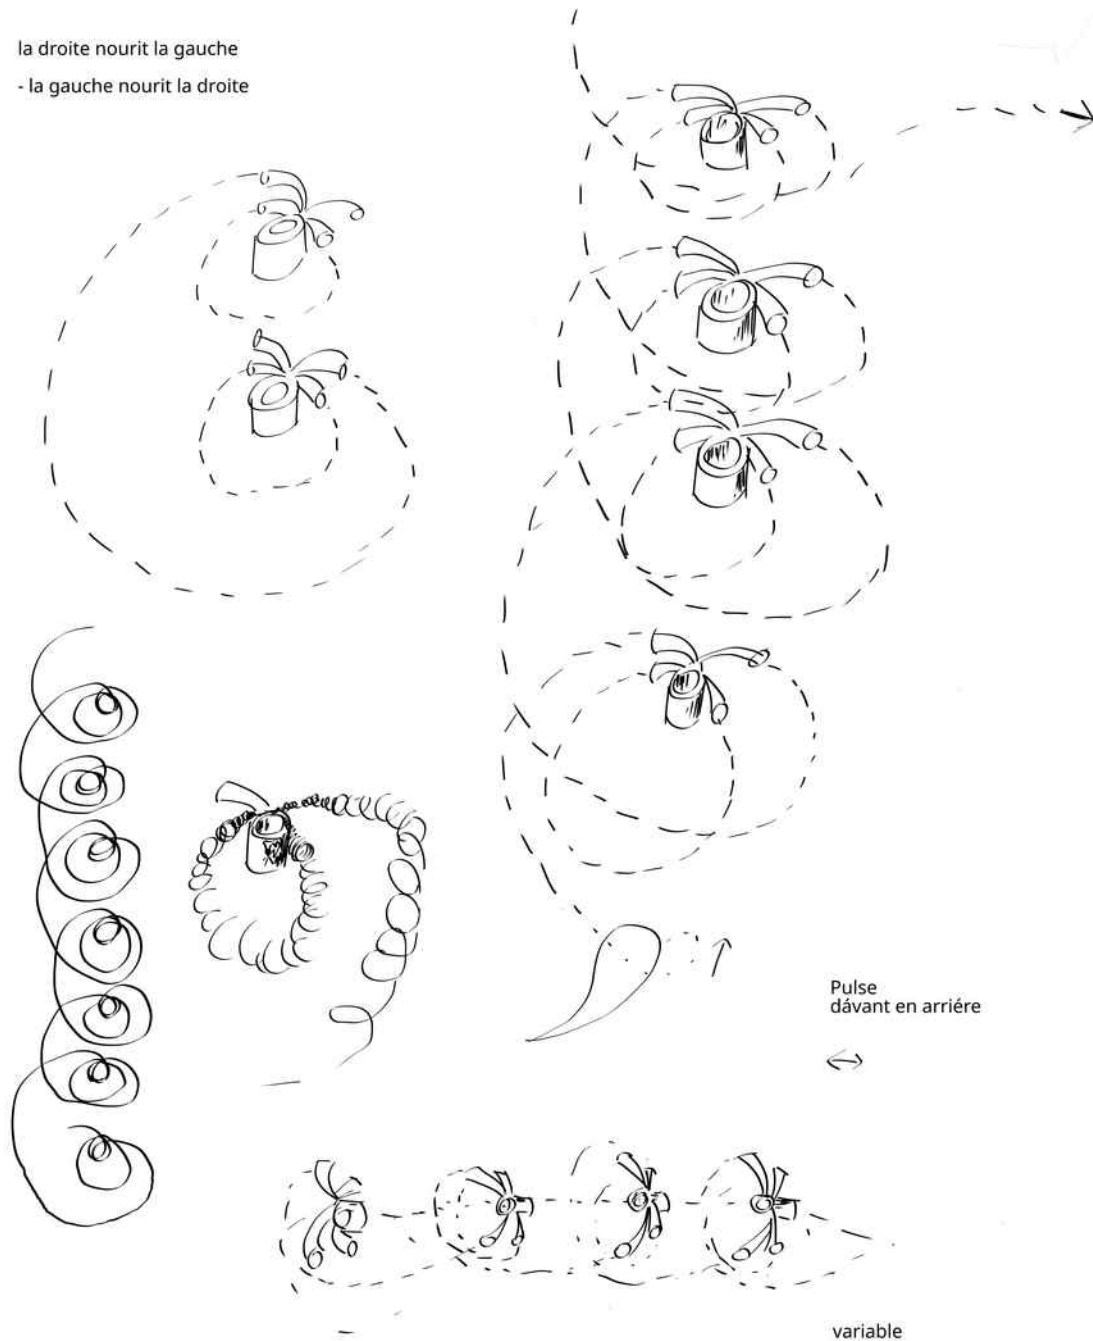 la droite nourit la gauche
- la gauche nourit la droite
Pulse
dávant en arriére
variable